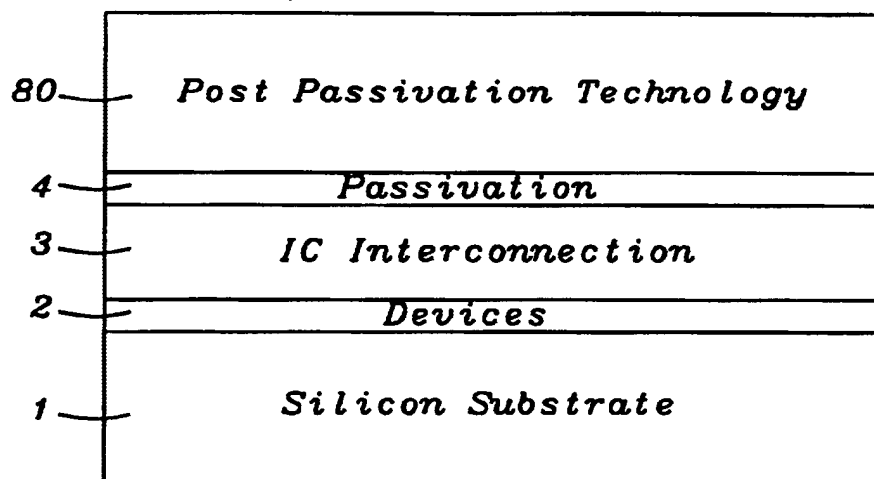 80 Post Passivation Technology
4 Passivation
3 IC Interconnection
2 Devices
1 Silicon Substrate